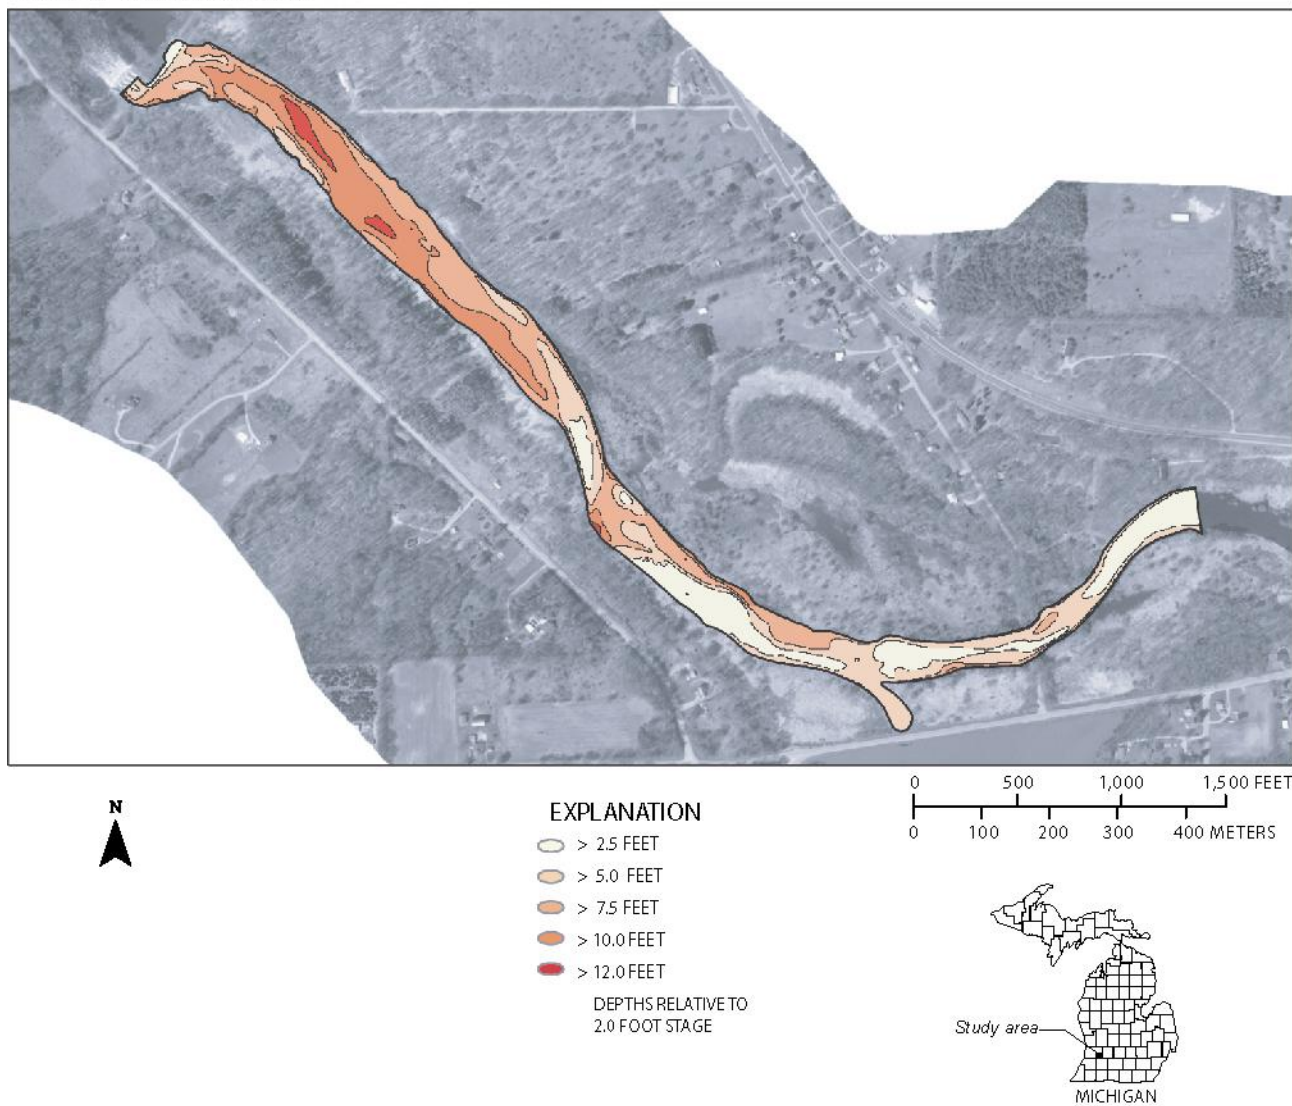 0 500 1,000 1,500 FEET
0 100 200 300 400 METERS
N
EXPLANATION
> 2.5 FEET
> 5.0 FEET
> 7.5 FEET
> 10.0 FEET
> 12.0 FEET
DEPTHS RELATIVE TO
2.0 FOOT STAGE
Study area
MICHIGAN